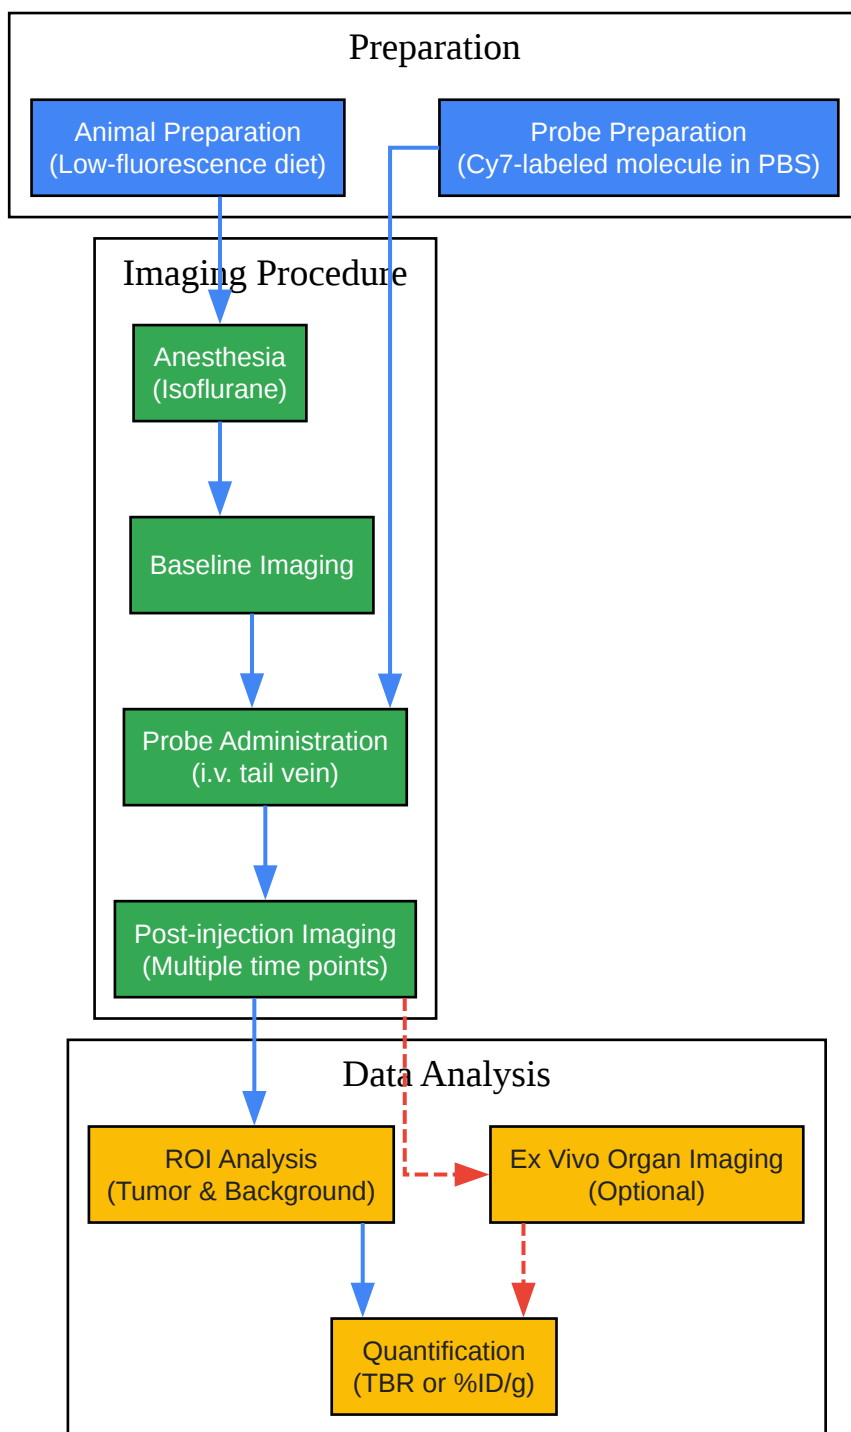 Preparation
Animal Preparation
(Low-fluorescence diet)
Probe Preparation
(Cy7-labeled molecule in PBS)
Imaging Procedure
Anesthesia
(Isoflurane)
Baseline Imaging
Probe Administration
(i.v. tail vein)
Post-injection Imaging
(Multiple time points)
Data Analysis
ROI Analysis
(Tumor & Background)
Ex Vivo Organ Imaging
(Optional)
Quantification
(TBR or %ID/g)